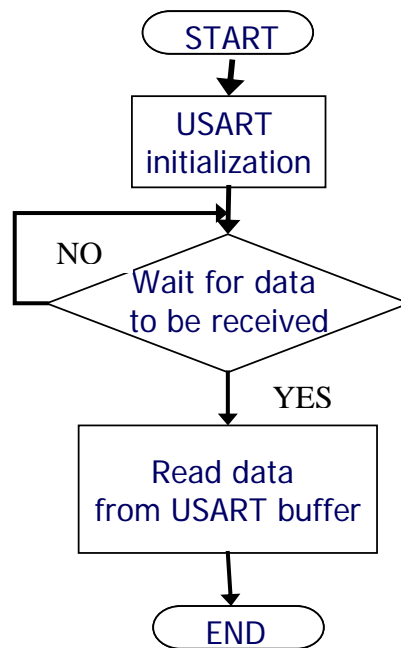 START
USART
initialization
NO
Wait for data
to be received
YES
Read data
from USART buffer
END